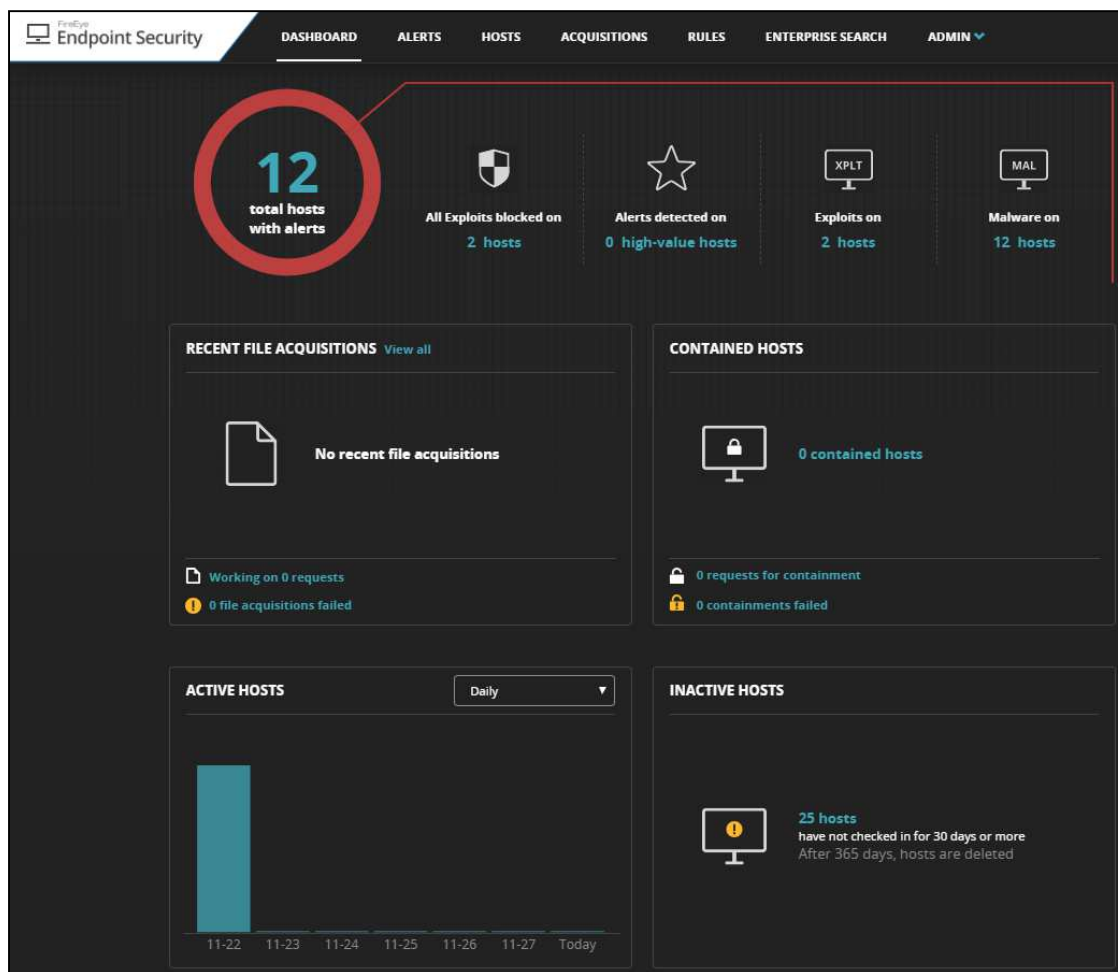 FireEye
Endpoint Security
DASHBOARD ALERTS HOSTS ACQUISITIONS RULES ENTERPRISE SEARCH ADMIN
12
total hosts
with alerts
All Exploits blocked on
2 hosts
Alerts detected on
0 high-value hosts
XPLT
Exploits on
2 hosts
MAL
Malware on
12 hosts
RECENT FILE ACQUISITIONS View all
No recent file acquisitions
Working on 0 requests
0 file acquisitions failed
CONTAINED HOSTS
0 contained hosts
0 requests for containment
0 containments failed
ACTIVE HOSTS
Daily
11-22 11-23 11-24 11-25 11-26 11-27 Today
INACTIVE HOSTS
25 hosts
have not checked in for 30 days or more
After 365 days, hosts are deleted